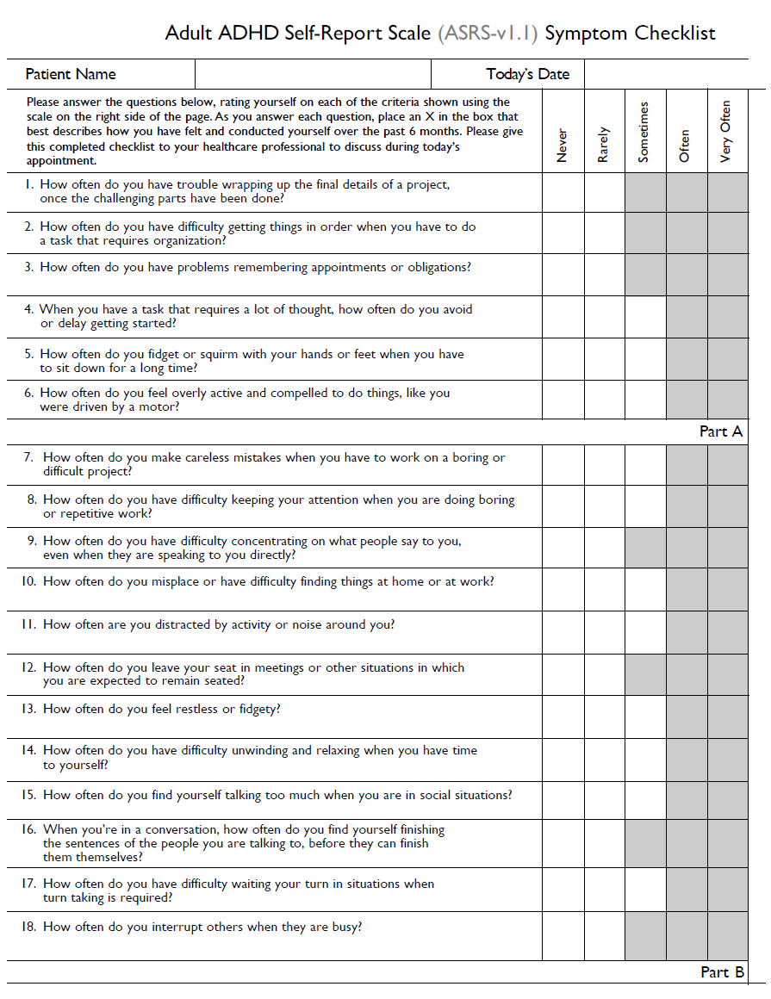 Adult ADHD Self-Report Scale (ASRS-v1.1) Symptom Checklist
Patient Name
Today's Date
Please answer the questions below, rating yourself on each of the criteria shown using the
scale on the right side of the page. As you answer each question, place an X in the box that
best describes how you have felt and conducted yourself over the past 6 months. Please give
this completed checklist to your healthcare professional to discuss during today's
appointment.
Never
Rarely
Sometimes
Often
Very Often
1. How often do you have trouble wrapping up the final details of a project,
once the challenging parts have been done?
2. How often do you have difficulty getting things in order when you have to do
a task that requires organization?
3. How often do you have problems remembering appointments or obligations?
4. When you have a task that requires a lot of thought, how often do you avoid
or delay getting started?
5. How often do you fidget or squirm with your hands or feet when you have
to sit down for a long time?
6. How often do you feel overly active and compelled to do things, like you
were driven by a motor?
Part A
7. How often do you make careless mistakes when you have to work on a boring or
difficult project?
8. How often do you have difficulty keeping your attention when you are doing boring
or repetitive work?
9. How often do you have difficulty concentrating on what people say to you,
even when they are speaking to you directly?
10. How often do you misplace or have difficulty finding things at home or at work?
11. How often are you distracted by activity or noise around you?
12. How often do you leave your seat in meetings or other situations in which
you are expected to remain seated?
13. How often do you feel restless or fidgety?
14. How often do you have difficulty unwinding and relaxing when you have time
to yourself?
15. How often do you find yourself talking too much when you are in social situations?
16. When you're in a conversation, how often do you find yourself finishing
the sentences of the people you are talking to, before they can finish
them themselves?
17. How often do you have difficulty waiting your turn in situations when
turn taking is required?
18. How often do you interrupt others when they are busy?
Part B